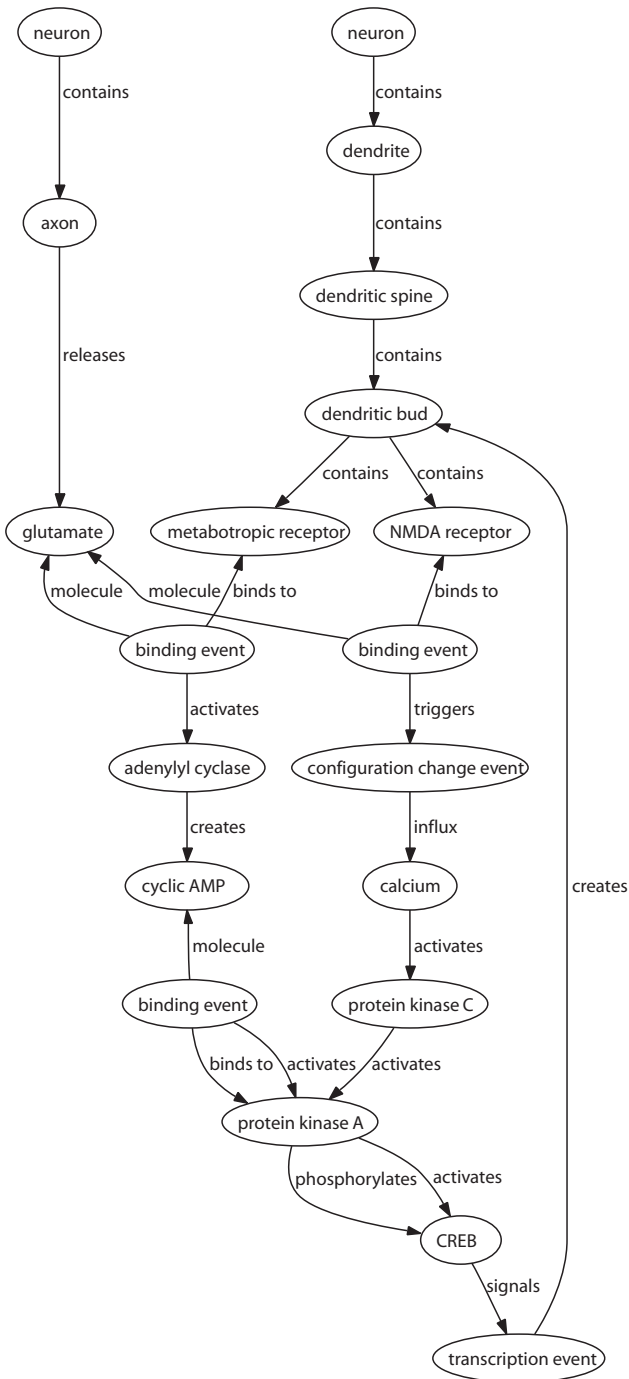 neuron
neuron
contains
contains
dendrite
axon
contains
dendritic spine
releases
contains
dendritic bud
contains
contains
glutamate
metabotropic receptor
NMDA receptor
molecule
molecule
binds to
binds to
binding event
binding event
activates
triggers
adenylyl cyclase
configuration change event
creates
influx
cyclic AMP
calcium
creates
molecule
activates
binding event
protein kinase C
binds to
activates
activates
protein kinase A
phosphorylates
activates
CREB
signals
transcription event